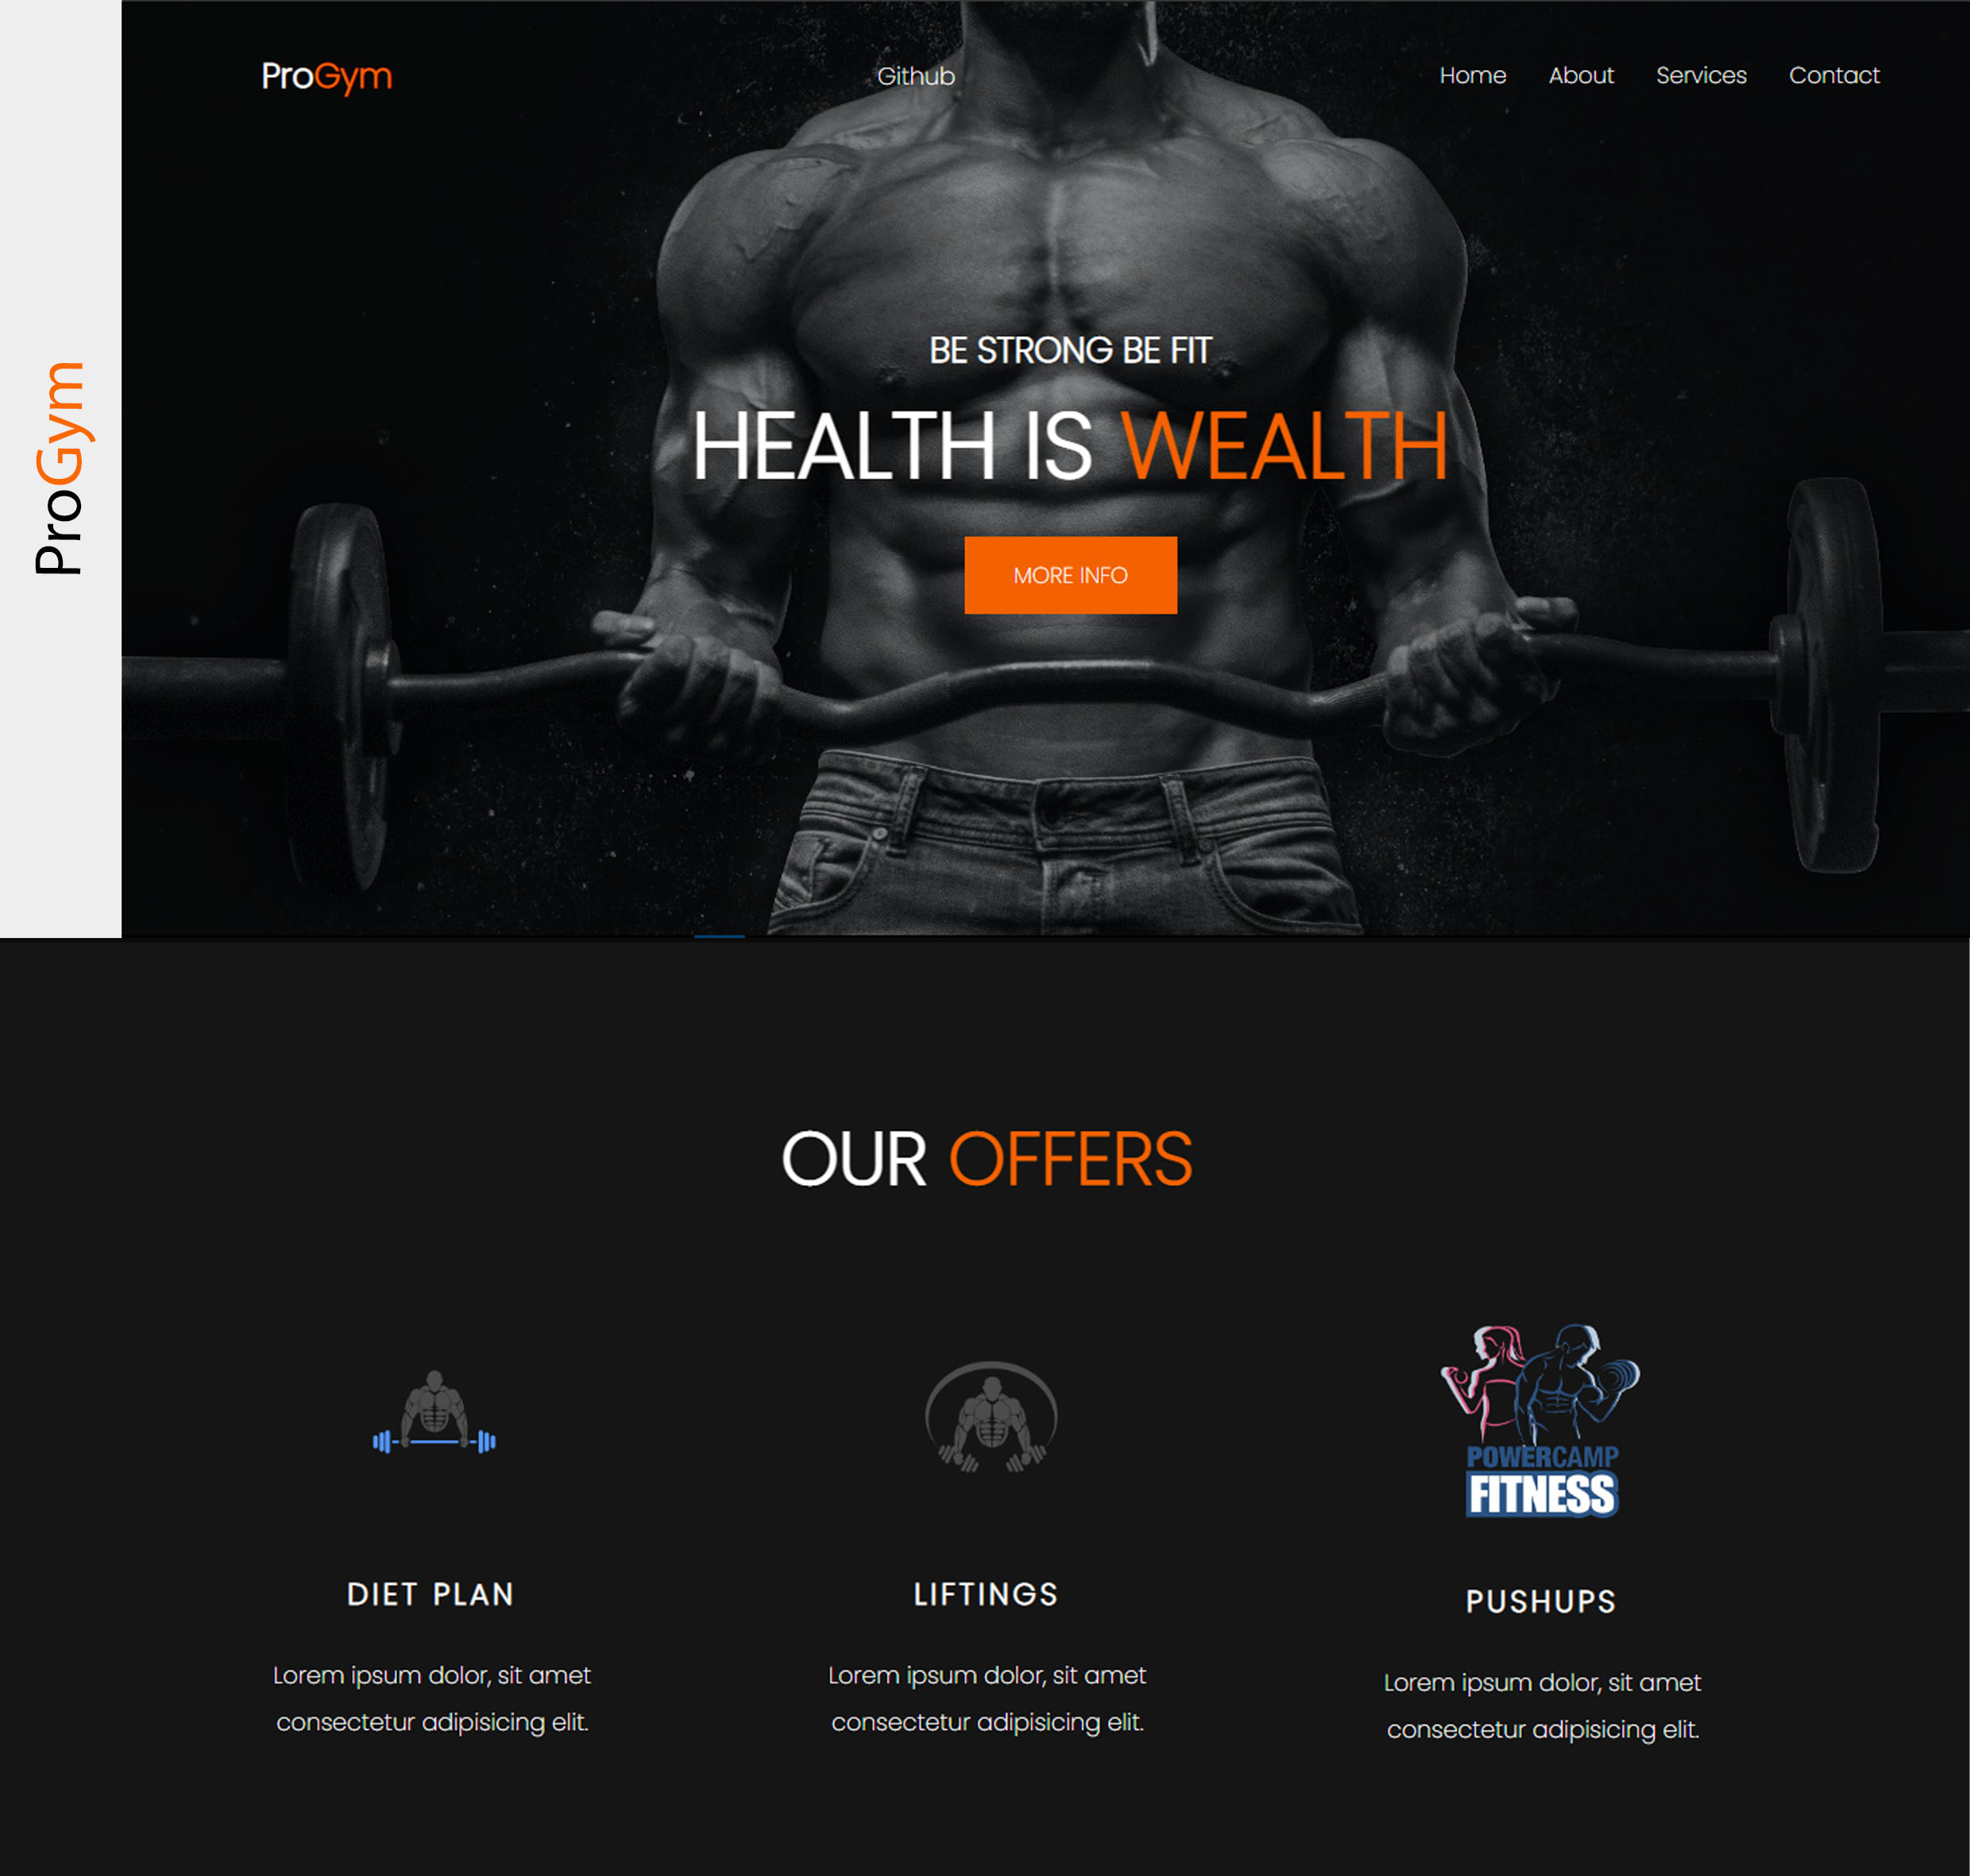 ProGym
ProGym
Github
Home
About
Services
Contact
BE STRONG BE FIT
HEALTH IS WEALTH
MORE INFO
OUR OFFERS
POWERCAMP
FITNESS
DIET PLAN
Lorem ipsum dolor, sit amet
consectetur adipisicing elit.
LIFTINGS
Lorem ipsum dolor, sit amet
consectetur adipisicing elit.
PUSHUPS
Lorem ipsum dolor, sit amet
consectetur adipisicing elit.